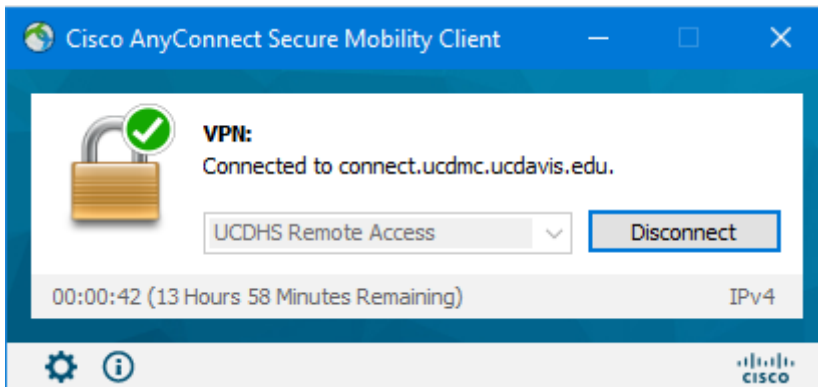 Cisco AnyConnect Secure Mobility Client
VPN:
Connected to connect.ucdmc.ucdavis.edu.
UCDHS Remote Access
Disconnect
00:00:42 (13 Hours 58 Minutes Remaining)
IPv4
CISCO